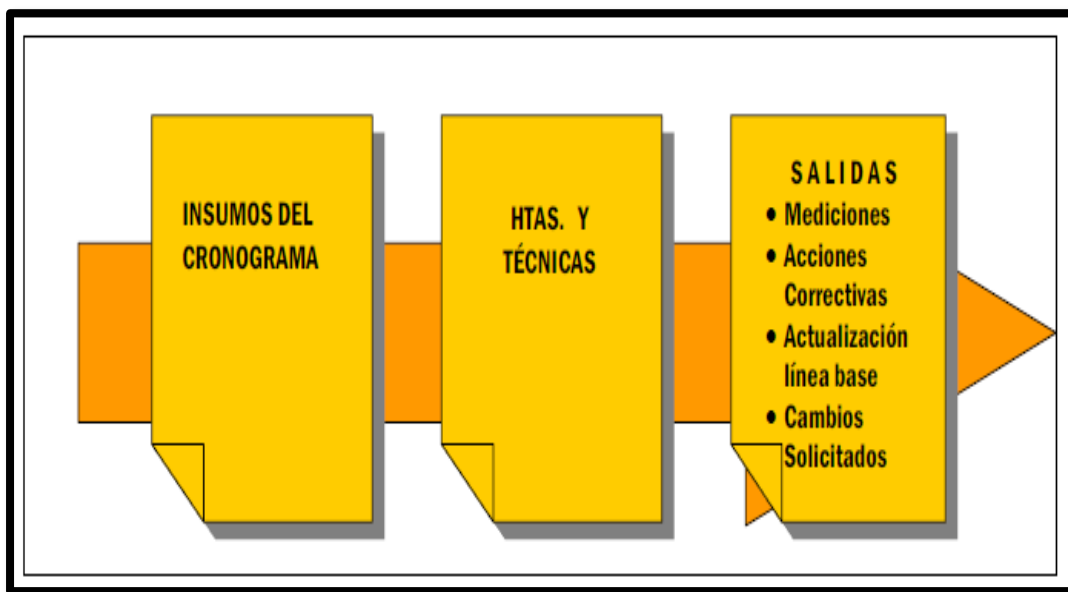 INSUMOS DEL
CRONOGRAMA
HTAS. Y
TÉCNICAS
SALIDAS
• Mediciones
• Acciones
Correctivas
• Actualización
línea base
• Cambios
Solicitados